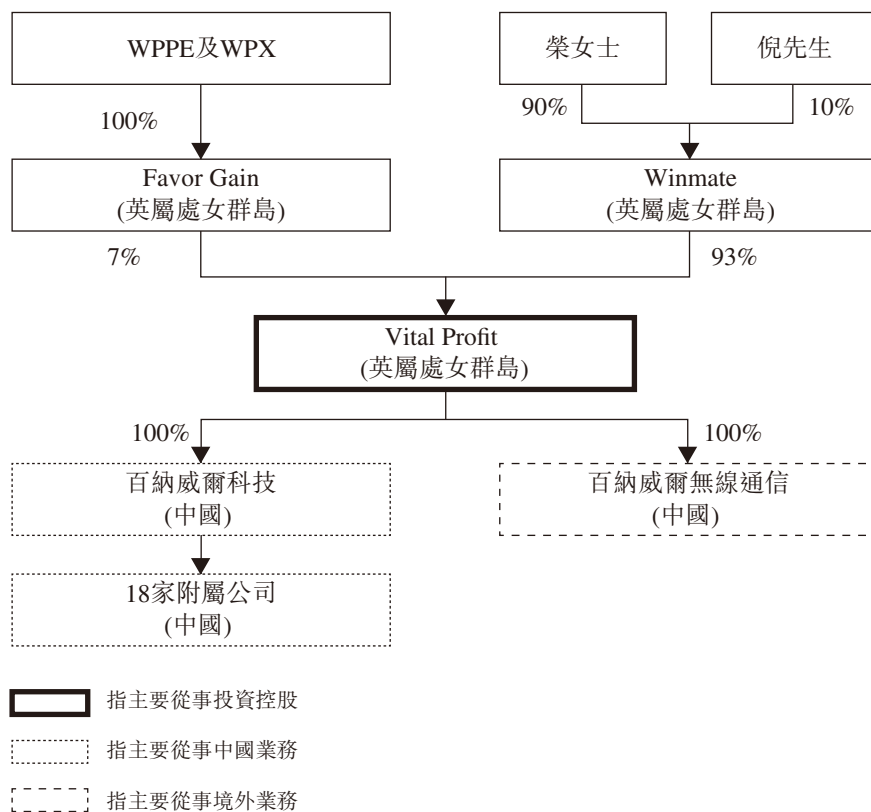 WPPE及WPX
榮女士
倪先生
100%
90%
10%
Favor Gain
(英屬處女群島)
Winmate
(英屬處女群島)
7%
93%
Vital Profit
(英屬處女群島)
100%
100%
百納威爾科技
(中國)
百納威爾無線通信
(中國)
18家附屬公司
(中國)
指主要從事投資控股
指主要從事中國業務
指主要從事境外業務